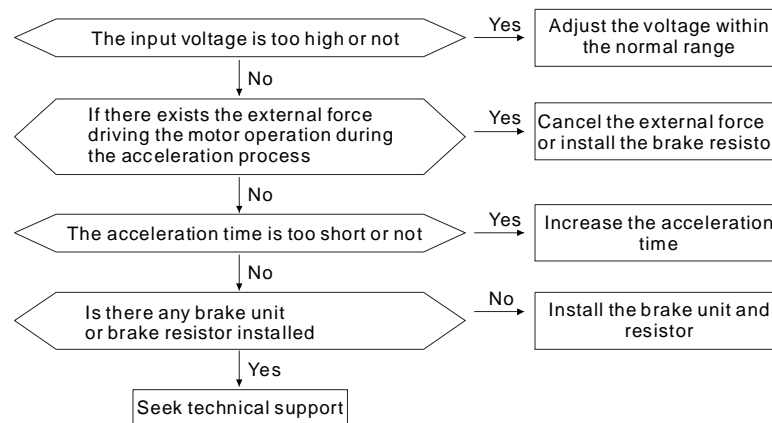 The input voltage is too high or not
Yes
Adjust the voltage within
the normal range
No
If there exists the external force
driving the motor operation during
the acceleration process
Yes
Cancel the external force
or install the brake resistor
No
The acceleration time is too short or not
Yes
Increase the acceleration
time
No
Is there any brake unit
or brake resistor installed
No
Install the brake unit and
resistor
Yes
Seek technical support